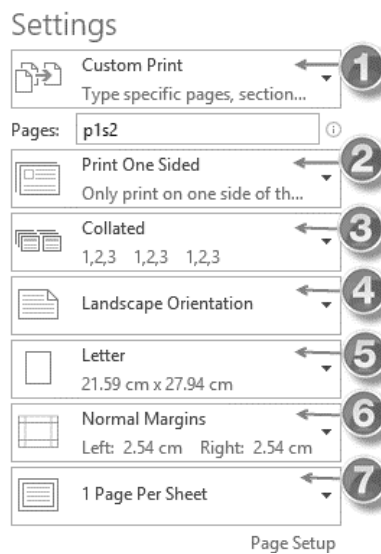 Settings
Custom Print
1
Type specific pages, section...
Pages: p1s2
Print One Sided
2
Only print on one side of th...
Collated
3
1,2,3 1,2,3 1,2,3
Landscape Orientation
4
Letter
5
21.59 cm x 27.94 cm
Normal Margins
6
Left: 2.54 cm Right: 2.54 cm
1 Page Per Sheet
7
Page Setup